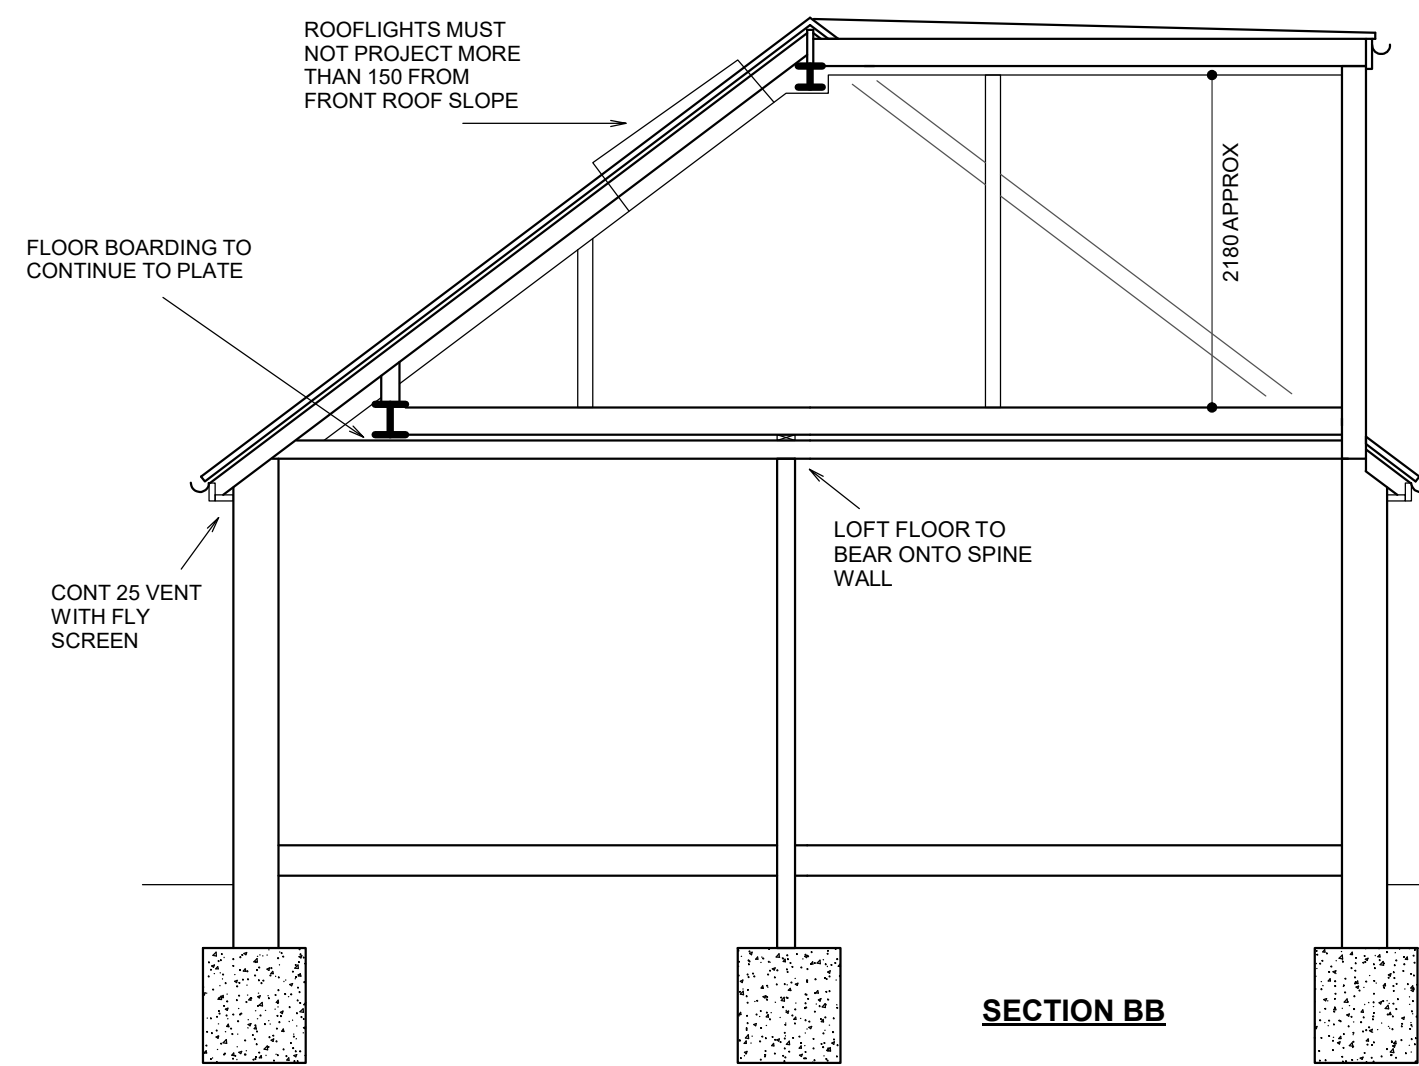 ROOFLIGHTS MUST
NOT PROJECT MORE
THAN 150 FROM
FRONT ROOF SLOPE
2180 APPROX
FLOOR BOARDING TO
CONTINUE TO PLATE
LOFT FLOOR TO
BEAR ONTO SPINE
WALL
CONT 25 VENT
WITH FLY
SCREEN
SECTION BB